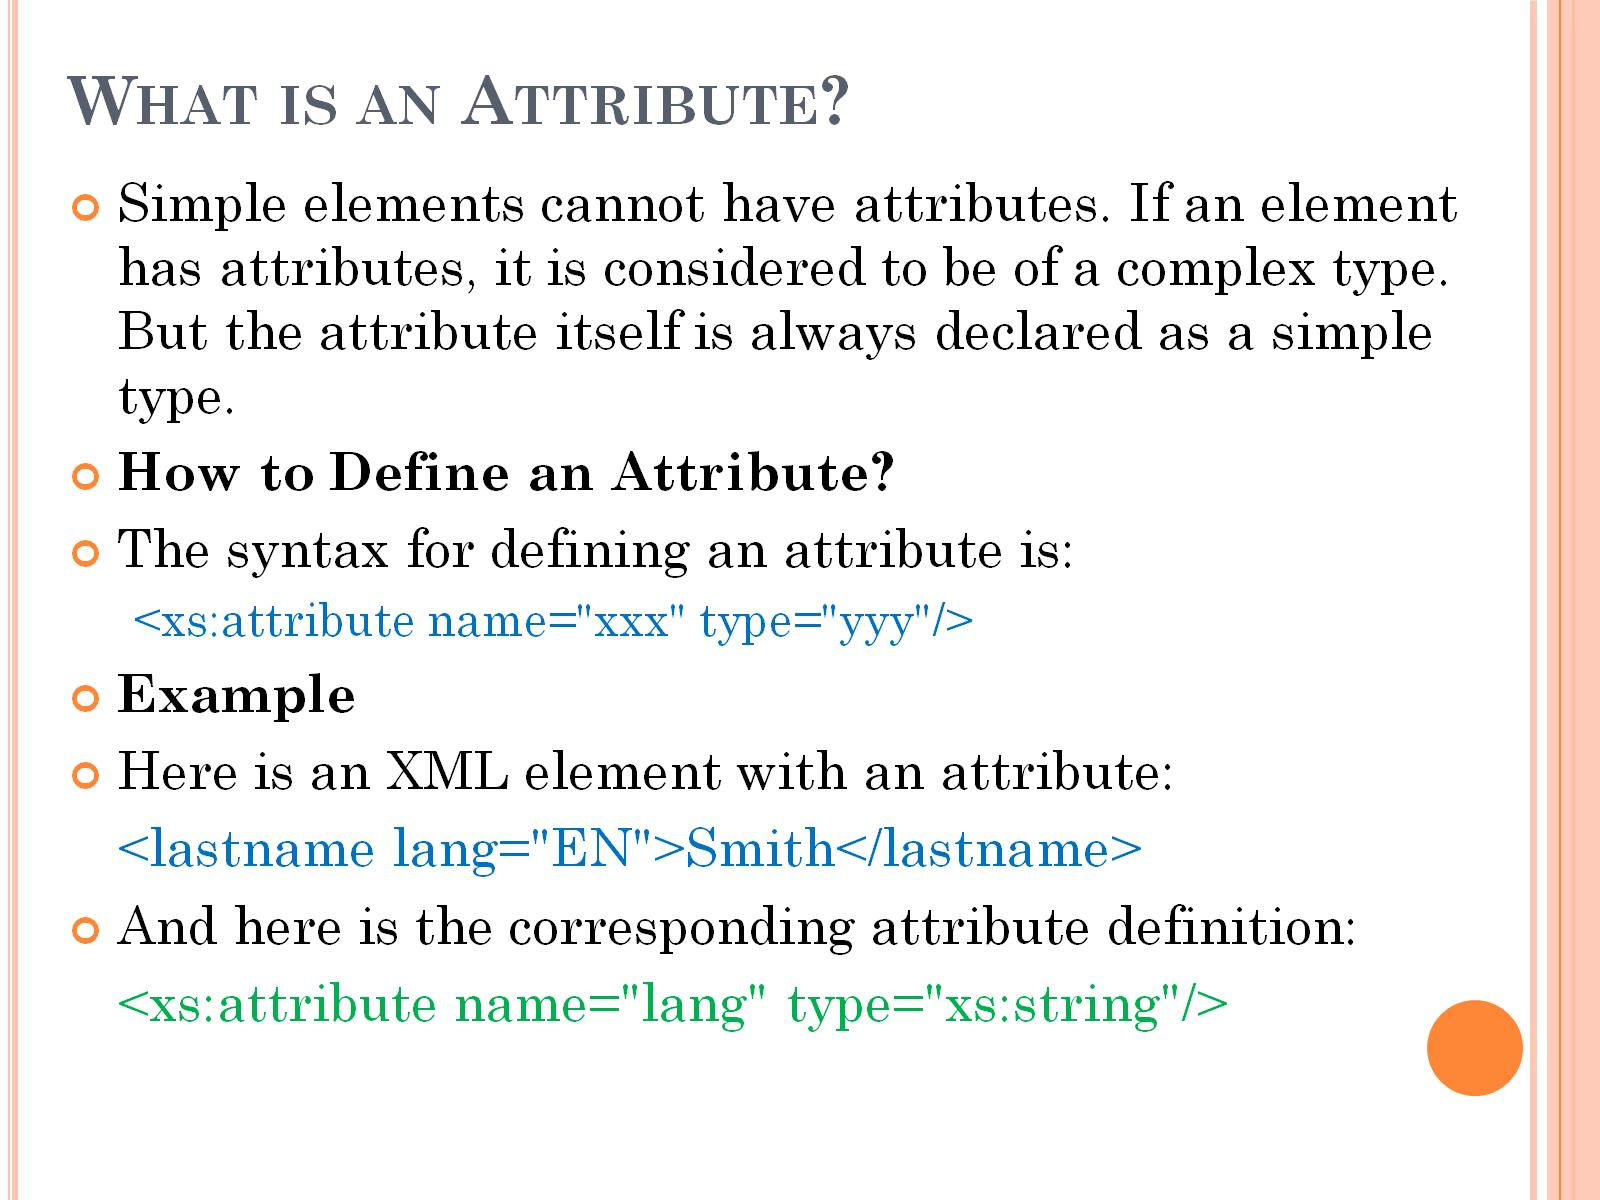 What is an Attribute?
Simple elements cannot have attributes. If an element
has attributes, it is considered to be of a complex type.
But the attribute itself is always declared as a simple
type.
How to Define an Attribute?
The syntax for defining an attribute is:
<xs:attribute name="xxx" type="yyy"/>
Example
Here is an XML element with an attribute:
<lastname lang="EN">Smith</lastname>
And here is the corresponding attribute definition:
<xs:attribute name="lang" type="xs:string"/>